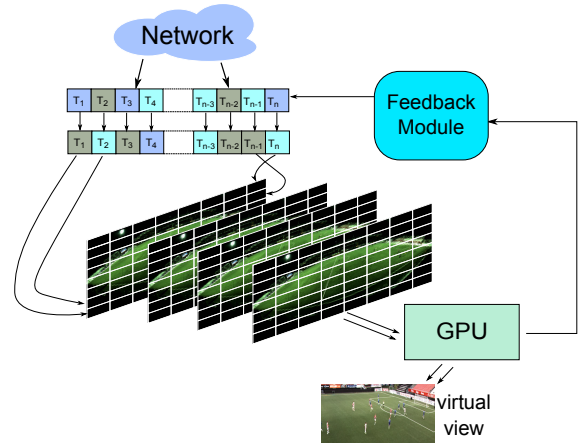 Network
T1 T2 T3 T4 Tn-3 Tn-2 Tn-1 Tn
Feedback
Module
T1 T2 T3 T4 Tn-3 Tn-2 Tn-1 Tn
GPU
virtual
view